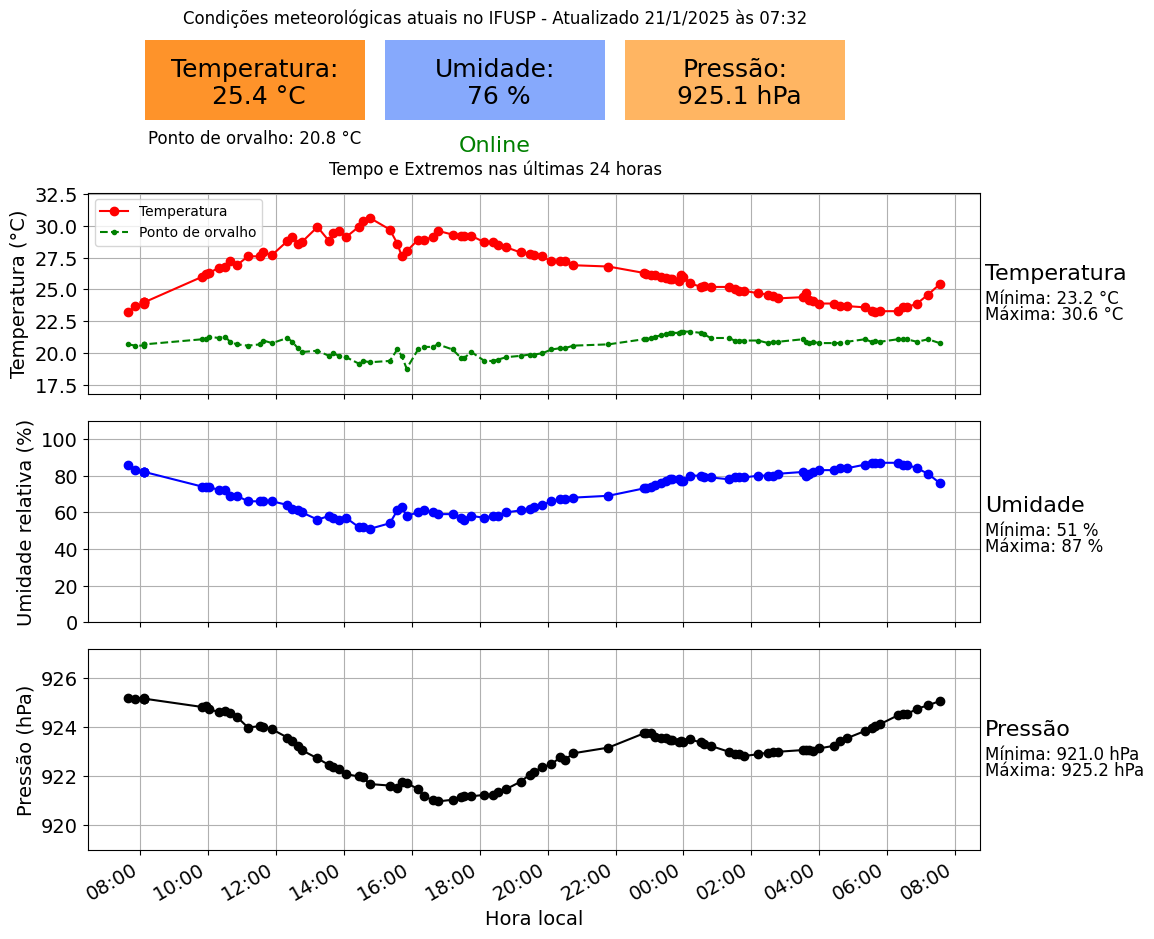 Condições meteorológicas atuais no IFUSP - Atualizado 21/1/2025 às 07:32
Temperatura:
25.4 °C
Umidade:
76 %
Pressão:
925.1 hPa
Ponto de orvalho: 20.8 °C
Online
Tempo e Extremos nas últimas 24 horas
Temperatura (°C)
32.5
30.0
27.5
25.0
22.5
20.0
17.5
Temperatura
Ponto de orvalho
Temperatura
Mínima: 23.2 °C
Máxima: 30.6 °C
Umidade relativa (%)
100
80
60
40
20
0
Umidade
Mínima: 51 %
Máxima: 87 %
Pressão (hPa)
926
924
922
920
Pressão
Mínima: 921.0 hPa
Máxima: 925.2 hPa
08:00 10:00 12:00 14:00 16:00 18:00 20:00 22:00 00:00 02:00 04:00 06:00 08:00
Hora local